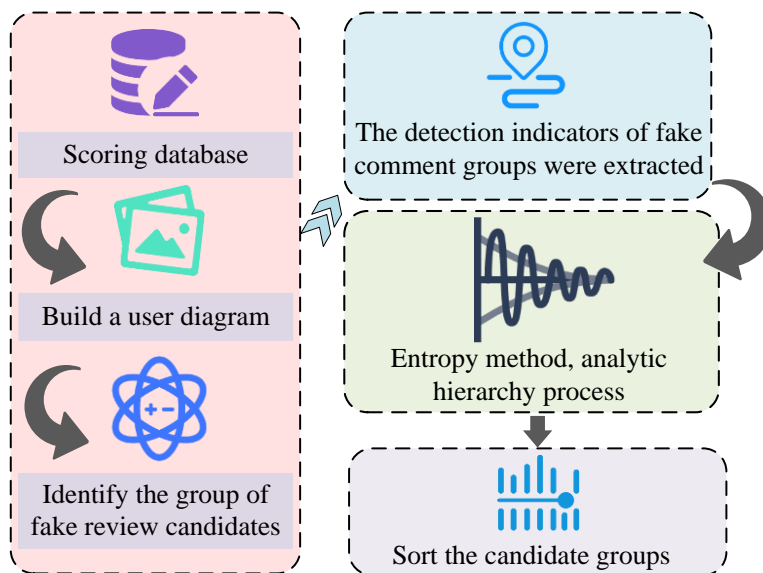 Scoring database
Build a user diagram
Identify the group of
fake review candidates
The detection indicators of fake
comment groups were extracted
Entropy method, analytic
hierarchy process
Sort the candidate groups